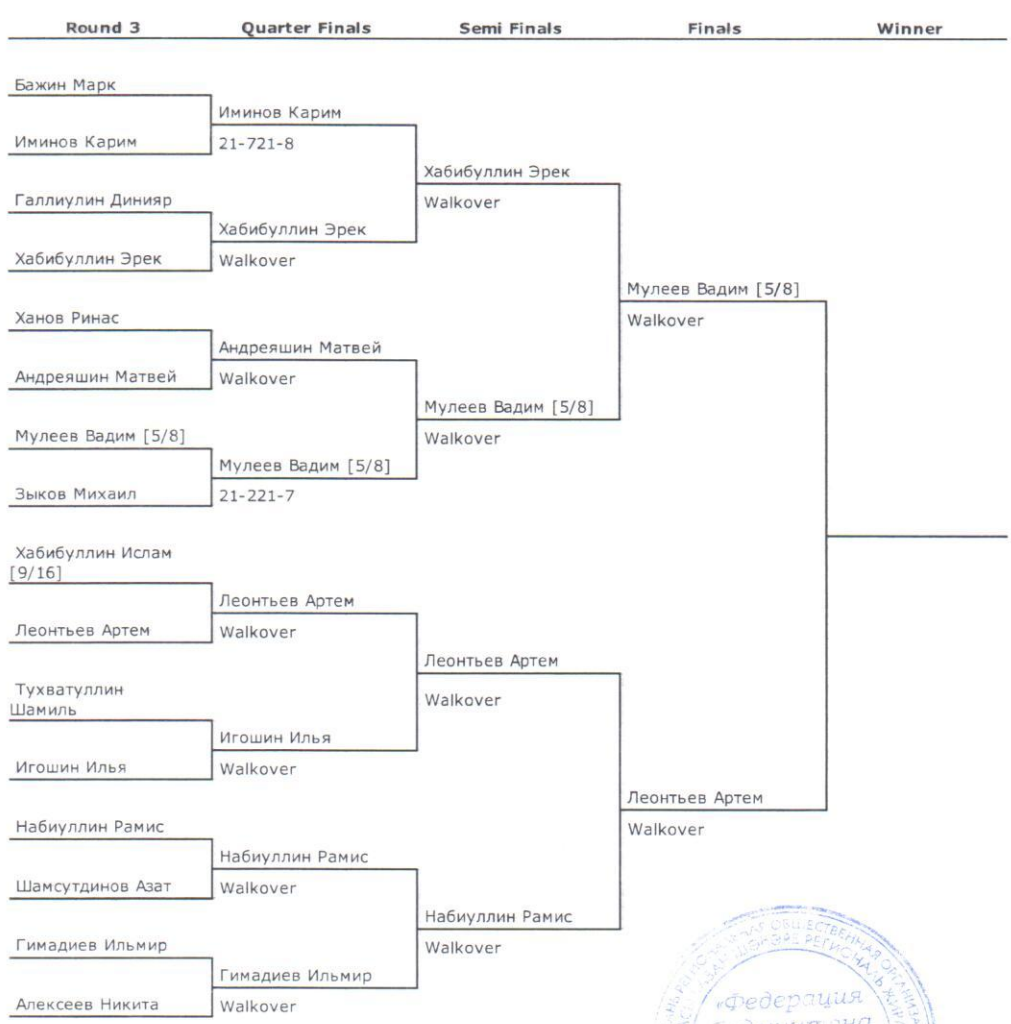 Round 3 Quarter Finals Semi Finals Finals Winner
Бажин Марк
Иминов Карим
21-721-8
Иминов Карим
Хабибуллин Эрек
Walkover
Галлиулин Динияр
Хабибуллин Эрек
Walkover
Хабибуллин Эрек
Мулеев Вадим [5/8]
Walkover
Ханов Ринас
Андреяшин Матвей
Walkover
Андреяшин Матвей
Мулеев Вадим [5/8]
Walkover
Мулеев Вадим [5/8]
Мулеев Вадим [5/8]
21-221-7
Зыков Михаил
Хабибуллин Ислам
[9/16]
Леонтьев Артем
Walkover
Леонтьев Артем
Леонтьев Артем
Walkover
Тухватуллин
Шамиль
Игошин Илья
Walkover
Игошин Илья
Леонтьев Артем
Walkover
Набиуллин Рамис
Набиуллин Рамис
Walkover
Шамсутдинов Азат
Набиуллин Рамис
Walkover
Гимадиев Ильмир
Гимадиев Ильмир
Walkover
Алексеев Никита
«Федерация